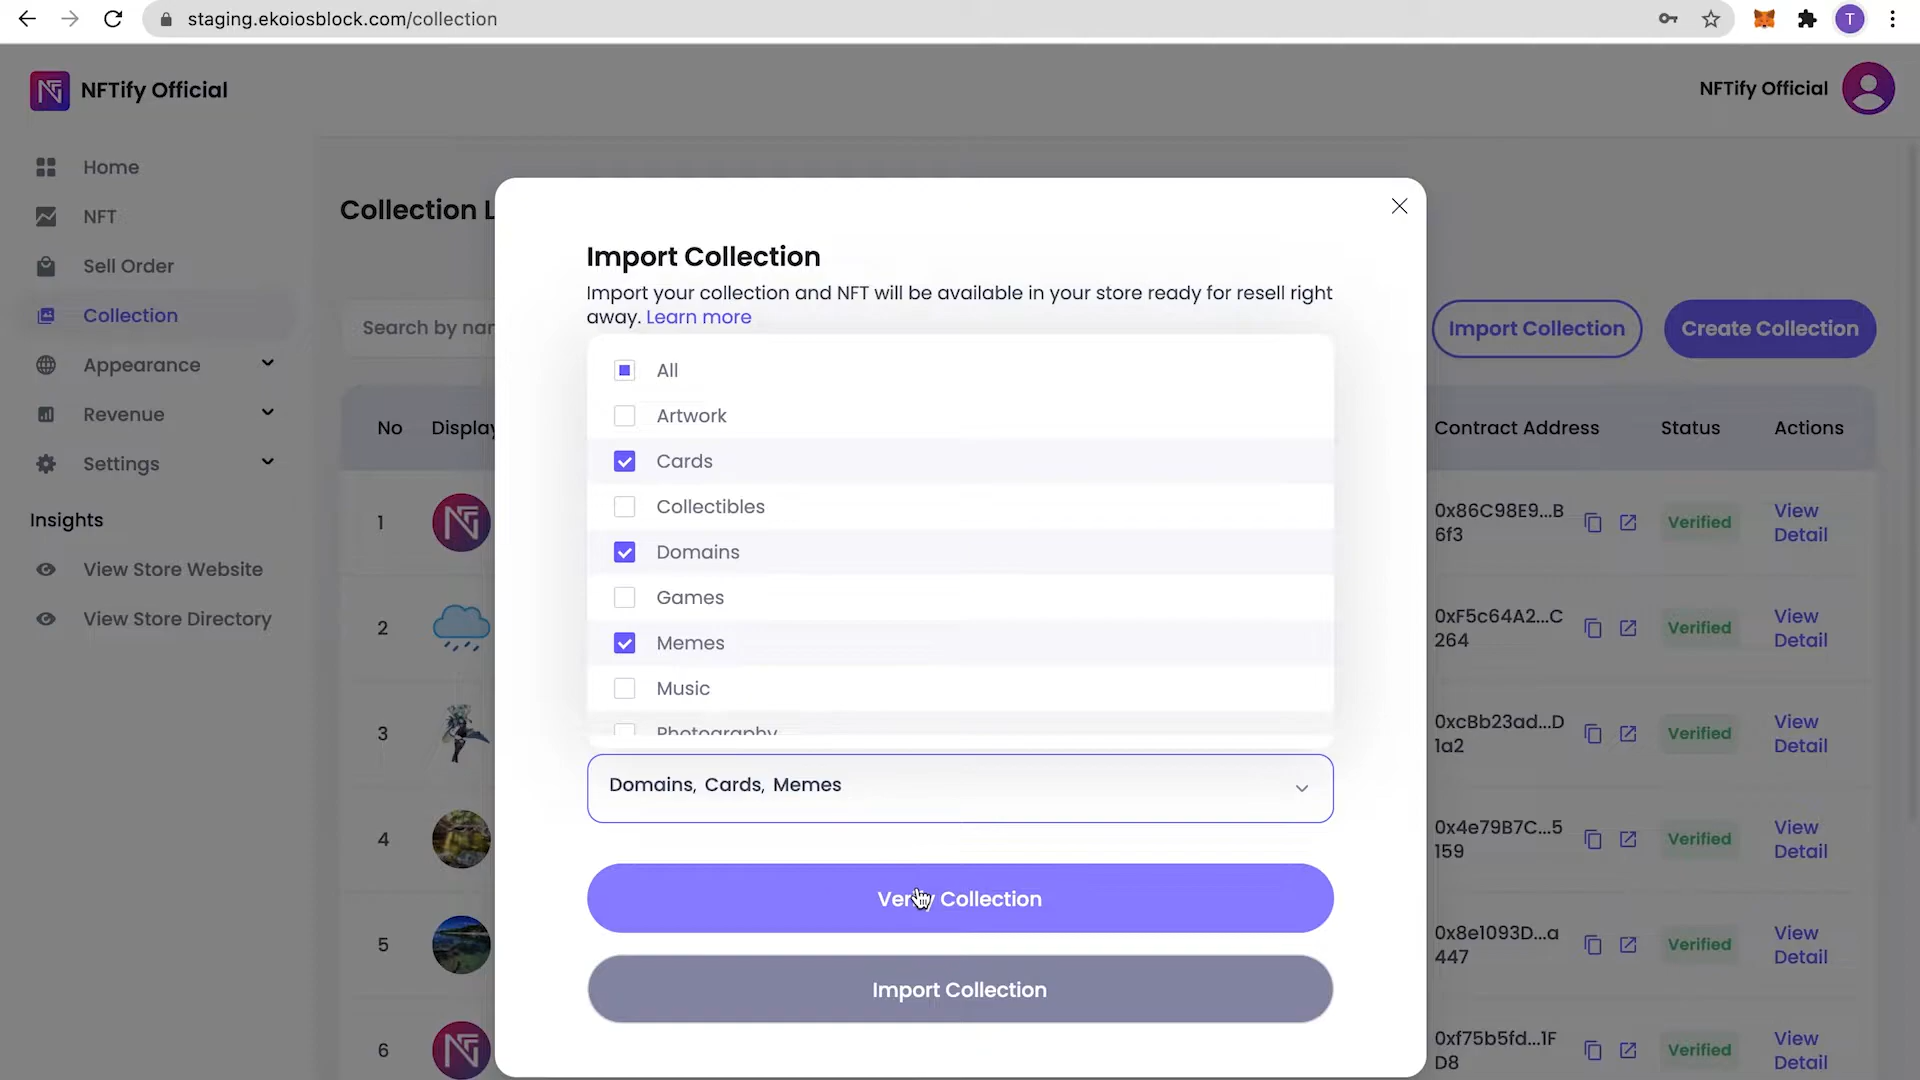 staging.ekoiosblock.com/collection
T
NFTify Official
NFTify Official
Home
NFT
Sell Order
Collection
Appearance
Revenue
Settings
Insights
View Store Website
View Store Directory
Collection L
Search by nar
Import Collection
Create Collection
No Display
Contract Address Status Actions
1
0x86C98E9...B
6f3
Verified
View
Detail
2
0xF5c64A2...C
264
Verified
View
Detail
3
0xcBb23ad...D
1a2
Verified
View
Detail
4
0x4e79B7C...5
159
Verified
View
Detail
5
0x8e1093D...a
447
Verified
View
Detail
6
0xf75b5fd...1F
D8
Verified
View
Detail
Import Collection
Import your collection and NFT will be available in your store ready for resell right
away. Learn more
All
Artwork
Cards
Collectibles
Domains
Games
Memes
Music
Photography
Domains, Cards, Memes
Verify Collection
Import Collection